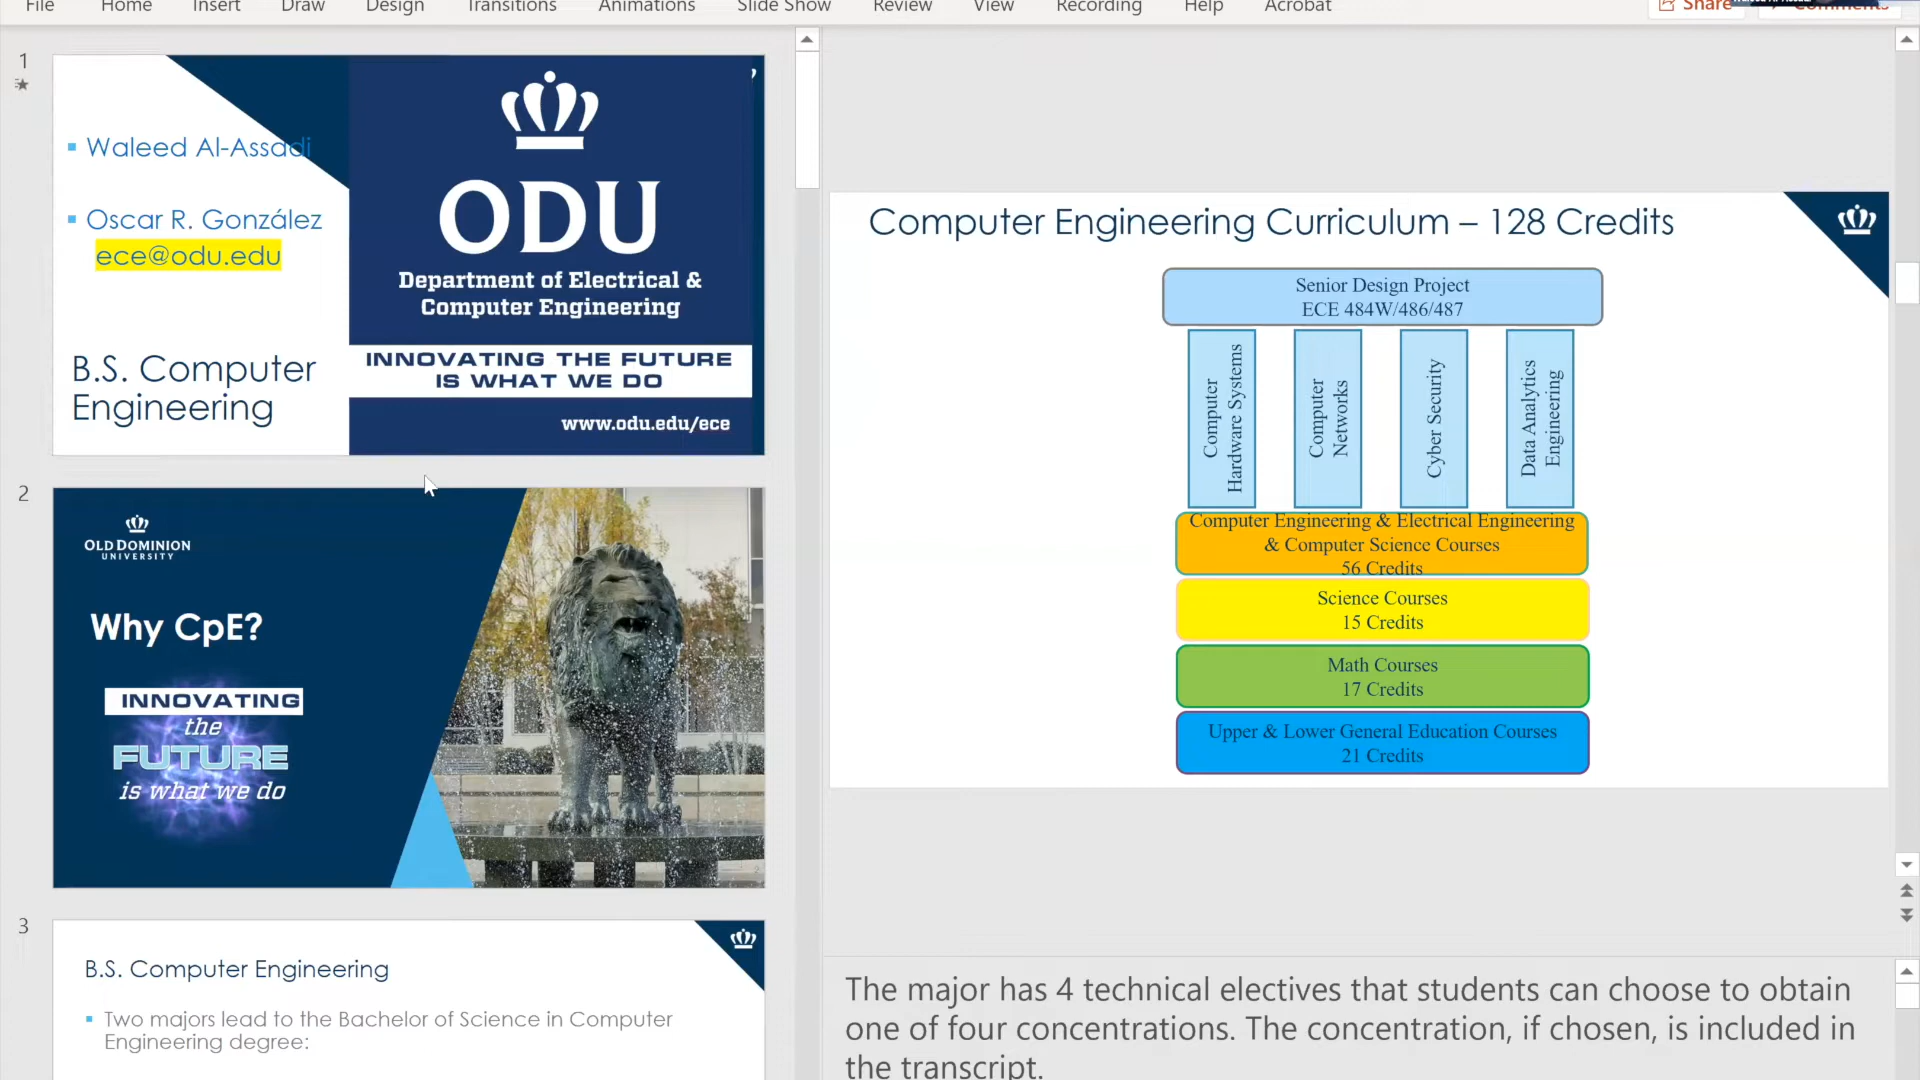 File Home Insert Draw Design Transitions Animations Slide Show Review View Recording Help Acrobat Share Comments
1
Waleed Al-Assadi
Oscar R. González
ece@odu.edu
B.S. Computer
Engineering
ODU
Department of Electrical &
Computer Engineering
INNOVATING THE FUTURE
IS WHAT WE DO
www.odu.edu/ece
2
OLD DOMINION
UNIVERSITY
Why CpE?
INNOVATING
the
FUTURE
is what we do
3
B.S. Computer Engineering
Two majors lead to the Bachelor of Science in Computer
Engineering degree:
Computer Engineering Curriculum – 128 Credits
Senior Design Project
ECE 484W/486/487
Computer
Hardware Systems
Computer
Networks
Cyber Security
Data Analytics
Engineering
Computer Engineering & Electrical Engineering
& Computer Science Courses
56 Credits
Science Courses
15 Credits
Math Courses
17 Credits
Upper & Lower General Education Courses
21 Credits
The major has 4 technical electives that students can choose to obtain
one of four concentrations. The concentration, if chosen, is included in
the transcript.